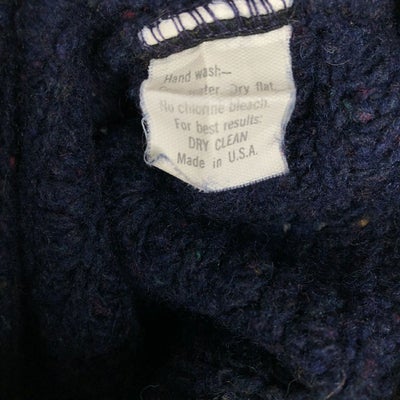 Hand wash—
water. Dry flat.
No chlorine bleach.
For best results:
DRY CLEAN
Made in U.S.A.